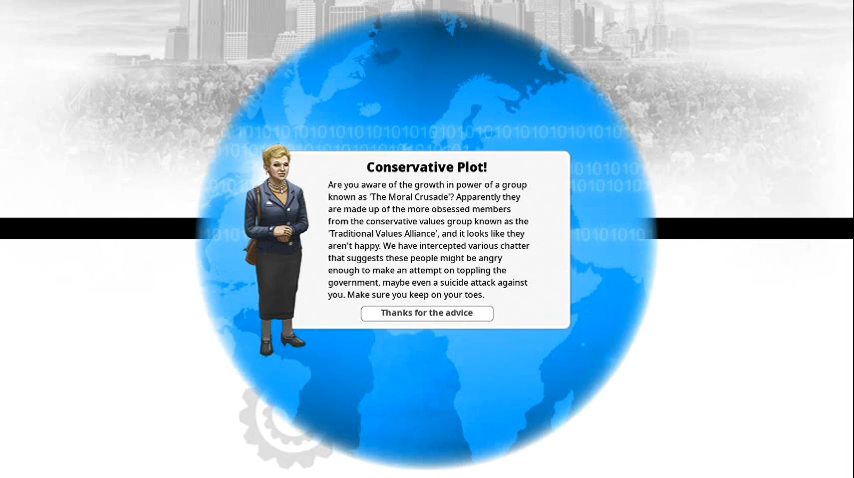 1010101010101010101010101010101010101
Conservative Plot!
Are you aware of the growth in power of a group
known as 'The Moral Crusade'? Apparently they
are made up of the more obsessed members
from the conservative values group known as the
'Traditional Values Alliance', and it looks like they
aren't happy. We have intercepted various chatter
that suggests these people might be angry
enough to make an attempt on toppling the
government, maybe even a suicide attack against
you. Make sure you keep on your toes.
Thanks for the advice